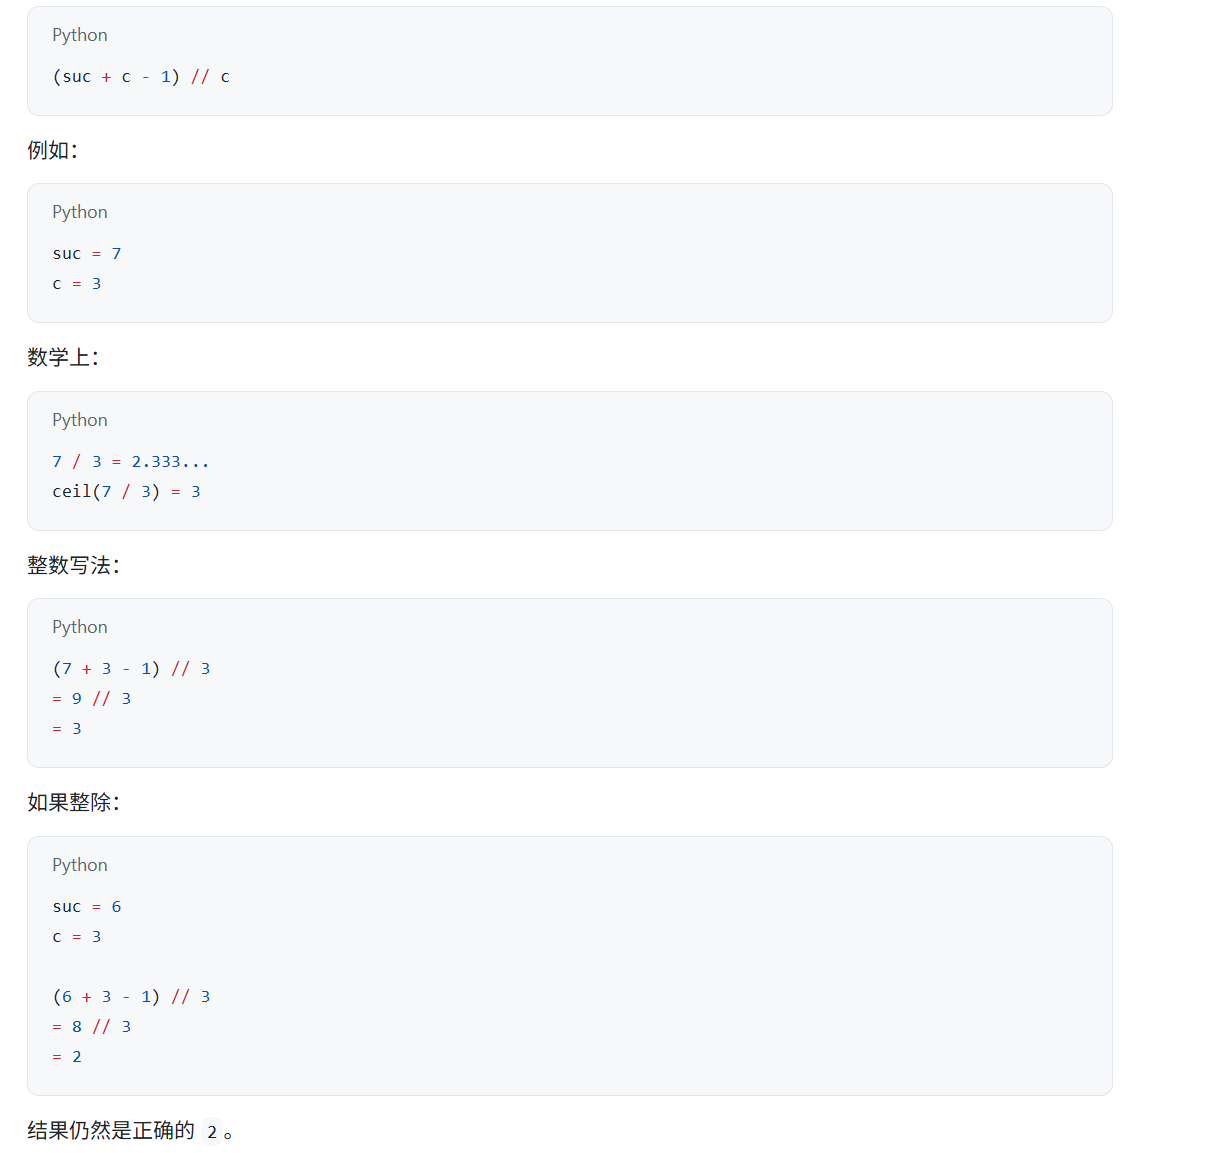 Python
(suc + c - 1) // c
例如：
Python
suc = 7
c = 3
数学上：
Python
7 / 3 = 2.333...
ceil(7 / 3) = 3
整数写法：
Python
(7 + 3 - 1) // 3
= 9 // 3
= 3
如果整除：
Python
suc = 6
c = 3
(6 + 3 - 1) // 3
= 8 // 3
= 2
结果仍然是正确的 2 。